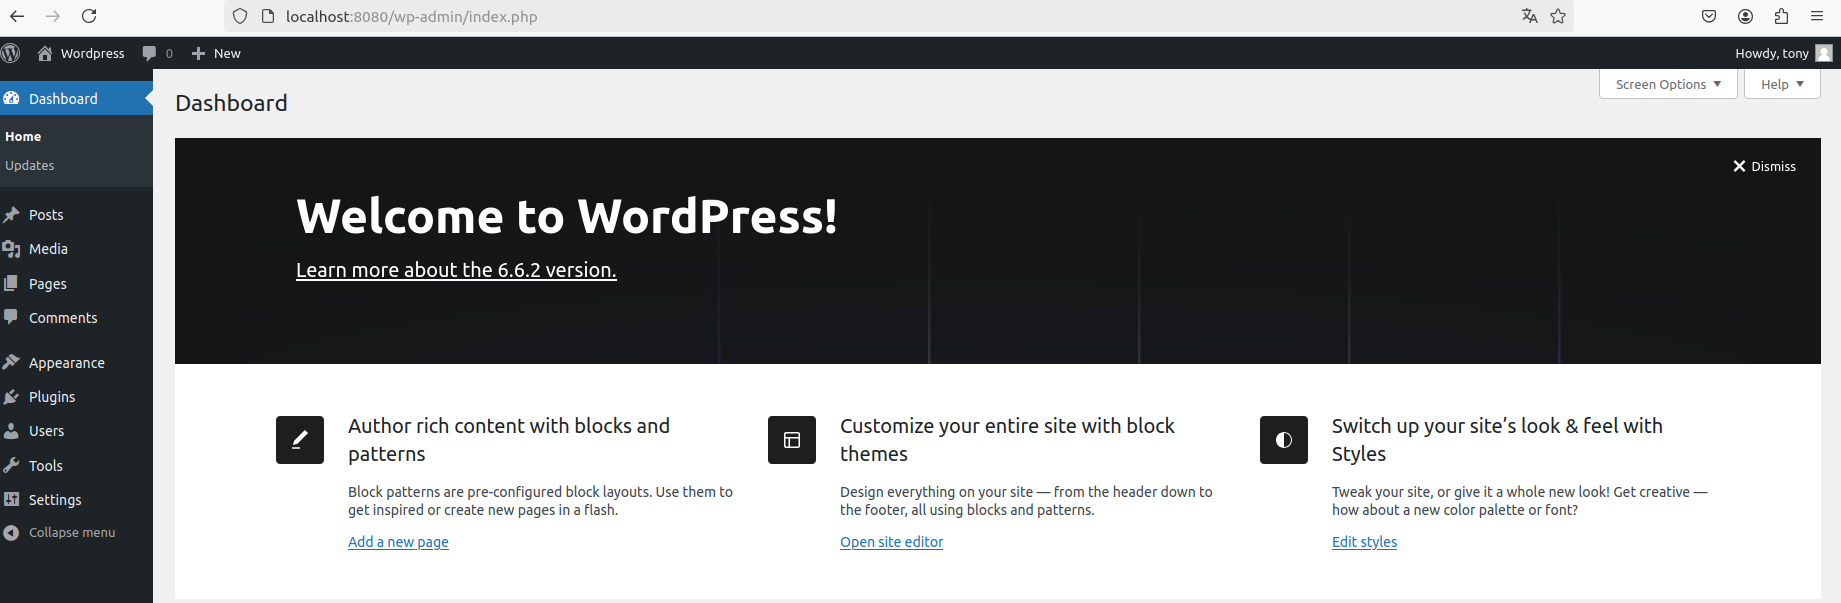 localhost:8080/wp-admin/index.php
Wordpress 0 New Howdy, tony
Dashboard
Home
Updates
Posts
Media
Pages
Comments
Appearance
Plugins
Users
Tools
Settings
Collapse menu
Screen Options Help
Dashboard
Dismiss
Welcome to WordPress!
Learn more about the 6.6.2 version.
Author rich content with blocks and
patterns
Block patterns are pre-configured block layouts. Use them to
get inspired or create new pages in a flash.
Add a new page
Customize your entire site with block
themes
Design everything on your site — from the header down to
the footer, all using blocks and patterns.
Open site editor
Switch up your site’s look & feel with
Styles
Tweak your site, or give it a whole new look! Get creative —
how about a new color palette or font?
Edit styles